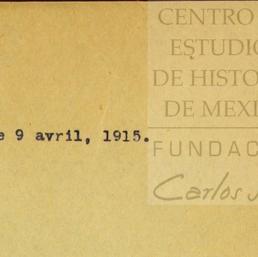 CENTRO
ESTUDIO
DE HISTO
DE MEXI
e 9 avril, 1915.
FUNDAC
Carlos